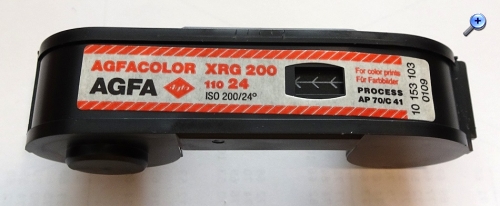 AGFACOLOR XRG 200
AGFA
110 24
ISO 200/24°
For color prints
Für Farbbilder
PROCESS
AP 70/C 41
10 153 103
0109